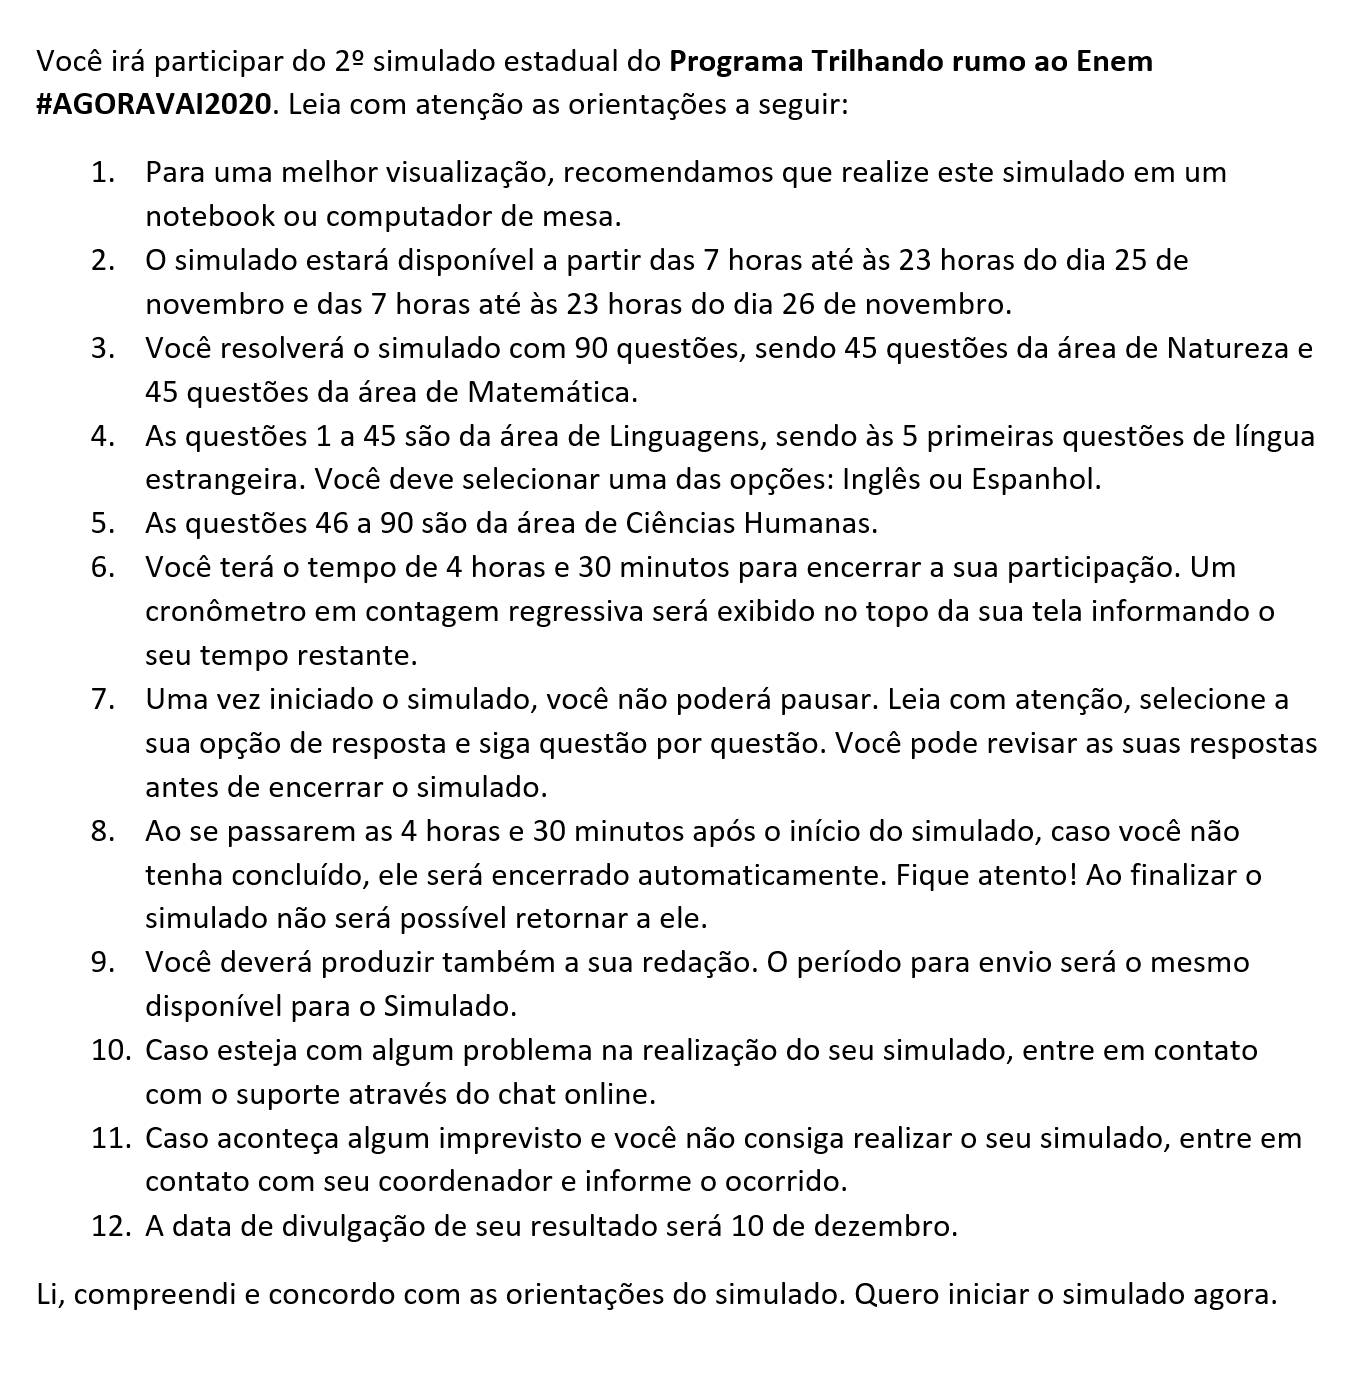 Você irá participar do 2º simulado estadual do Programa Trilhando rumo ao Enem
#AGORAVAI2020. Leia com atenção as orientações a seguir:
1. Para uma melhor visualização, recomendamos que realize este simulado em um
notebook ou computador de mesa.
2. O simulado estará disponível a partir das 7 horas até às 23 horas do dia 25 de
novembro e das 7 horas até às 23 horas do dia 26 de novembro.
3. Você resolverá o simulado com 90 questões, sendo 45 questões da área de Natureza e
45 questões da área de Matemática.
4. As questões 1 a 45 são da área de Linguagens, sendo às 5 primeiras questões de língua
estrangeira. Você deve selecionar uma das opções: Inglês ou Espanhol.
5. As questões 46 a 90 são da área de Ciências Humanas.
6. Você terá o tempo de 4 horas e 30 minutos para encerrar a sua participação. Um
cronômetro em contagem regressiva será exibido no topo da sua tela informando o
seu tempo restante.
7. Uma vez iniciado o simulado, você não poderá pausar. Leia com atenção, selecione a
sua opção de resposta e siga questão por questão. Você pode revisar as suas respostas
antes de encerrar o simulado.
8. Ao se passarem as 4 horas e 30 minutos após o início do simulado, caso você não
tenha concluído, ele será encerrado automaticamente. Fique atento! Ao finalizar o
simulado não será possível retornar a ele.
9. Você deverá produzir também a sua redação. O período para envio será o mesmo
disponível para o Simulado.
10. Caso esteja com algum problema na realização do seu simulado, entre em contato
com o suporte através do chat online.
11. Caso aconteça algum imprevisto e você não consiga realizar o seu simulado, entre em
contato com seu coordenador e informe o ocorrido.
12. A data de divulgação de seu resultado será 10 de dezembro.
Li, compreendi e concordo com as orientações do simulado. Quero iniciar o simulado agora.